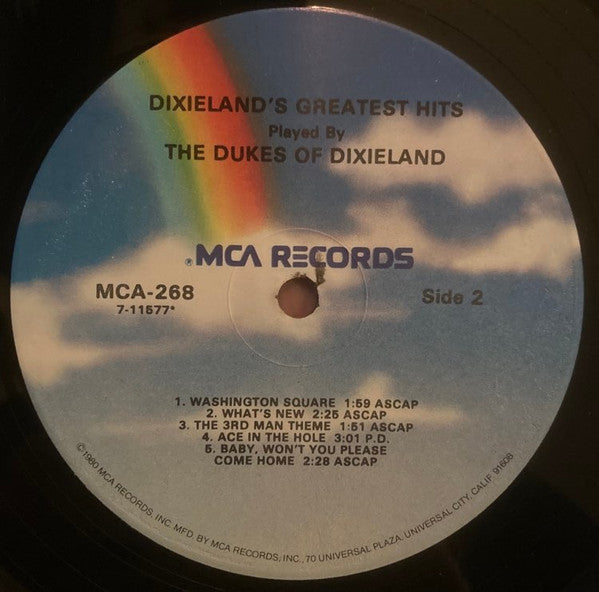 DIXIELAND'S GREATEST HITS
Played By
THE DUKES OF DIXIELAND
®MCA RECORDS
MCA-268
7-11577*
Side 2
1. WASHINGTON SQUARE 1:59 ASCAP
2. WHAT'S NEW 2:25 ASCAP
3. THE 3RD MAN THEME 1:51 ASCAP
4. ACE IN THE HOLE 3:01 P.D.
5. BABY, WON'T YOU PLEASE
COME HOME 2:28 ASCAP
©1980 MCA RECORDS, INC. MFD. BY MCA RECORDS, INC., 70 UNIVERSAL PLAZA, UNIVERSAL CITY, CALIF. 91608